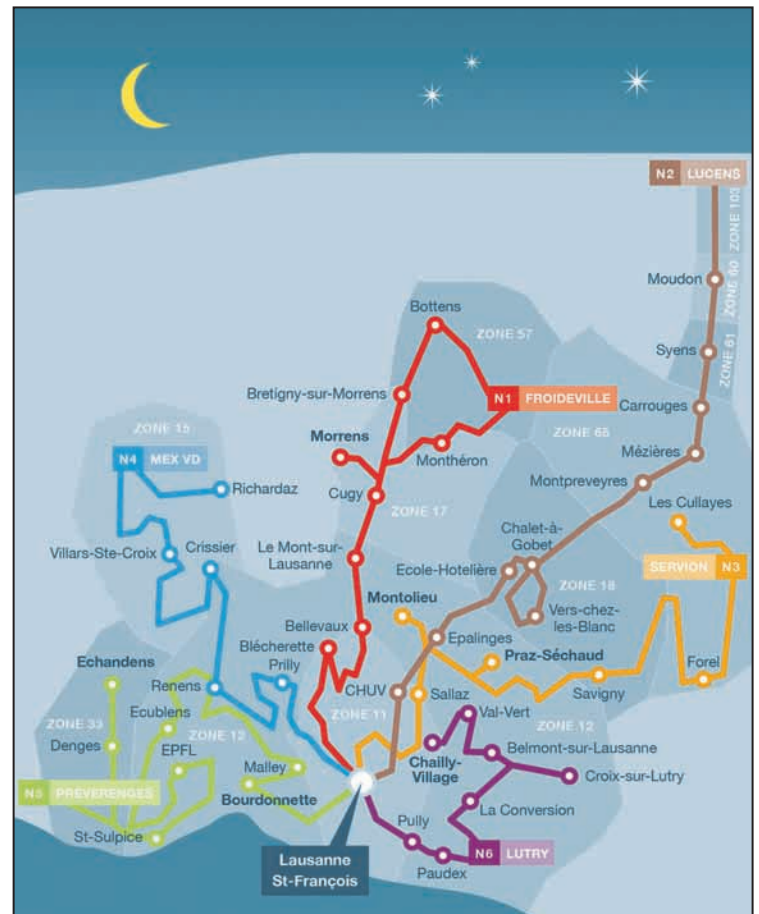 N2 LUCENS
ZONE 103
Moudon
ZONE 60
Bottens
ZONE 57
Syens
ZONE 61
Bretigny-sur-Morrens
N1 FROIDEVILLE
Carrouges
ZONE 15
Morrens
ZONE 65
Monthéron
Mézières
N4 MEX VD
Richardaz
Cugy
Montpreveyres
ZONE 17
Les Cullayes
Chalet-à-
Gobet
Villars-Ste-Croix
Crissier
Le Mont-sur-
Lausanne
Ecole-Hotelière
SERVION N3
ZONE 18
Montolieu
Vers-chez-
les-Blanc
Bellevaux
Epalinges
Blécherette
Praz-Séchaud
Echandens
Prilly
Renens
CHUV
Sallaz
Savigny
Forel
Ecublens
ZONE 33
ZONE 12
ZONE 11
Val-Vert
ZONE 12
Denges
EPFL
Chailly-
Village
Belmont-sur-Lausanne
Malley
Croix-sur-Lutry
N5 PRÉVERENGES
Bourdonnette
La Conversion
St-Sulpice
Pully
N6 LUTRY
Paudex
Lausanne
St-François